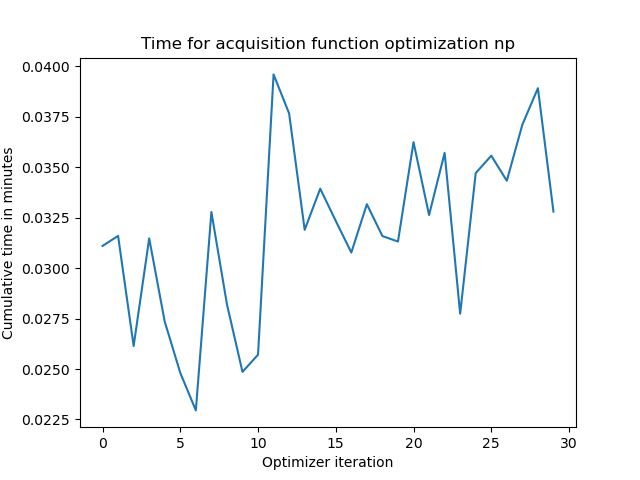 Time for acquisition function optimization np
Cumulative time in minutes
0.0400
0.0375
0.0350
0.0325
0.0300
0.0275
0.0250
0.0225
0 5 10 15 20 25 30
Optimizer iteration